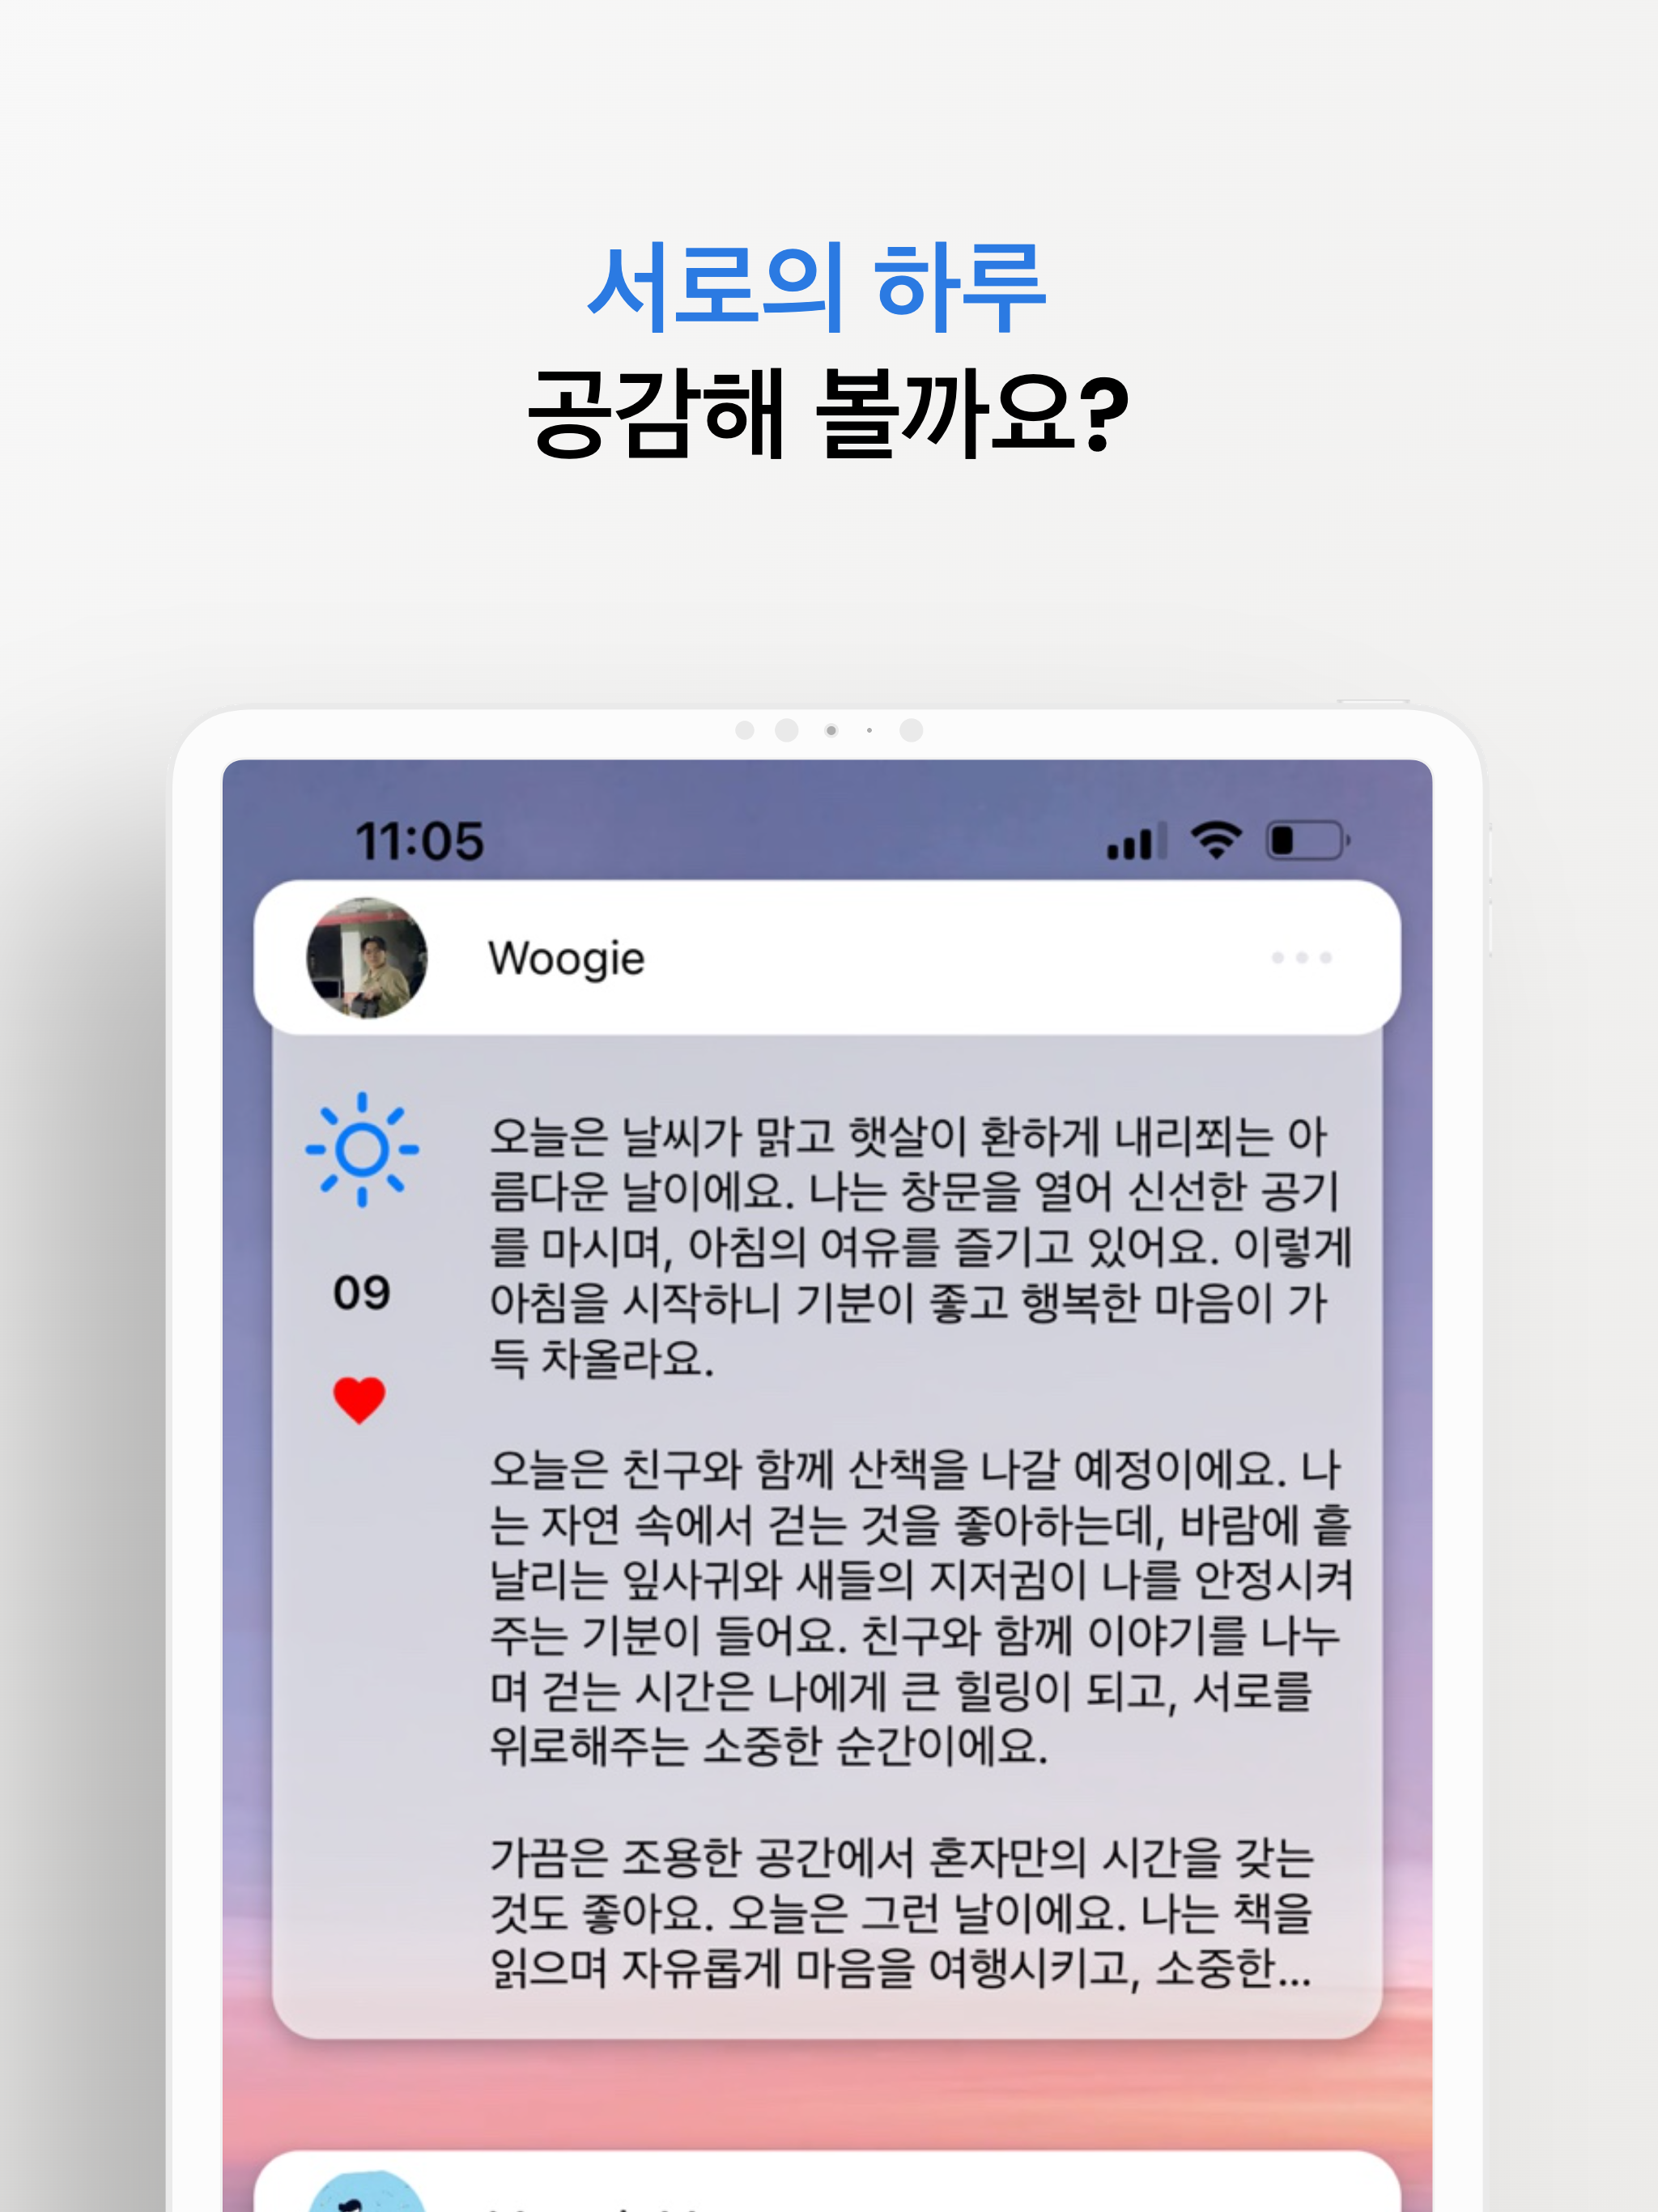 서로의 하루
공감해 볼까요?
11:05
Woogie
09
오늘은 날씨가 맑고 햇살이 환하게 내리쬐는 아
름다운 날이에요. 나는 창문을 열어 신선한 공기
를 마시며, 아침의 여유를 즐기고 있어요. 이렇게
아침을 시작하니 기분이 좋고 행복한 마음이 가
득 차올라요.
오늘은 친구와 함께 산책을 나갈 예정이에요. 나
는 자연 속에서 걷는 것을 좋아하는데, 바람에 흩
날리는 잎사귀와 새들의 지저귐이 나를 안정시켜
주는 기분이 들어요. 친구와 함께 이야기를 나누
며 걷는 시간은 나에게 큰 힐링이 되고, 서로를
위로해주는 소중한 순간이에요.
가끔은 조용한 공간에서 혼자만의 시간을 갖는
것도 좋아요. 오늘은 그런 날이에요. 나는 책을
읽으며 자유롭게 마음을 여행시키고, 소중한...